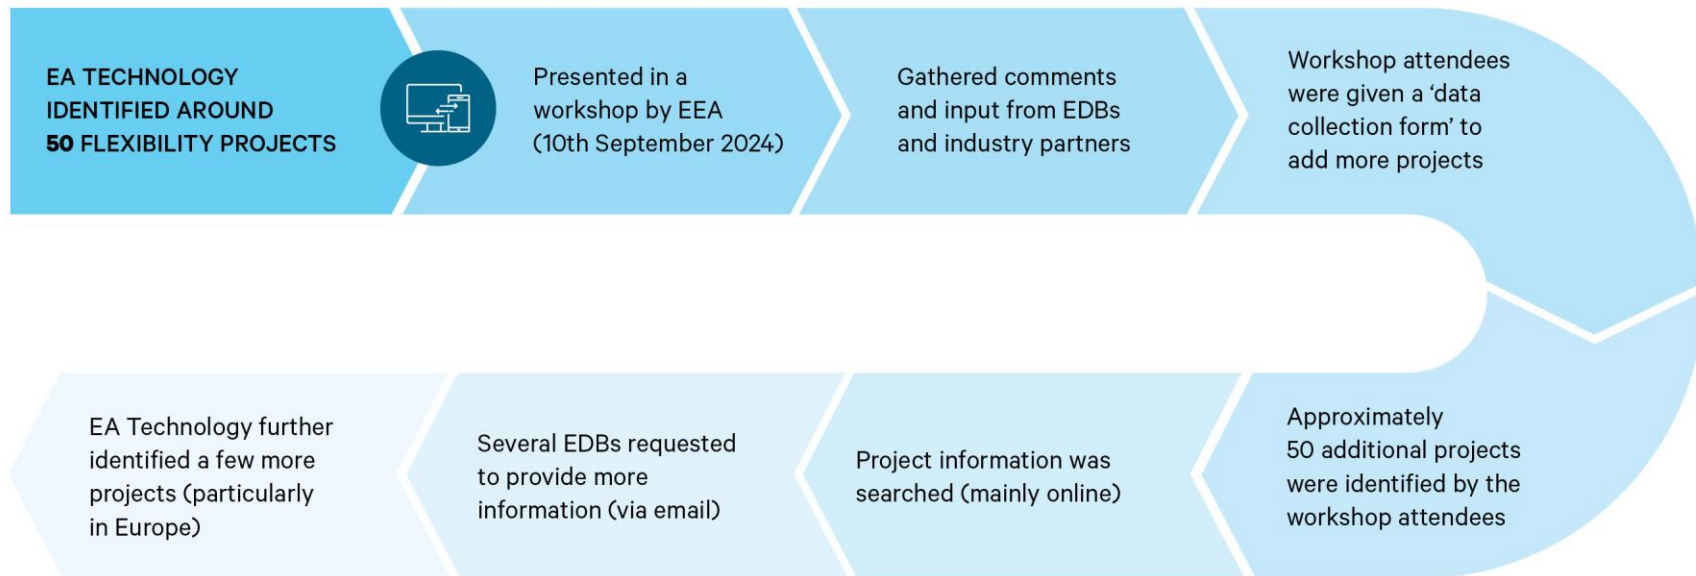 EA TECHNOLOGY
IDENTIFIED AROUND
50 FLEXIBILITY PROJECTS
Presented in a
workshop by EEA
(10th September 2024)
Gathered comments
and input from EDBs
and industry partners
Workshop attendees
were given a ‘data
collection form’ to
add more projects
Approximately
50 additional projects
were identified by the
workshop attendees
Project information was
searched (mainly online)
Several EDBs requested
to provide more
information (via email)
EA Technology further
identified a few more
projects (particularly
in Europe)